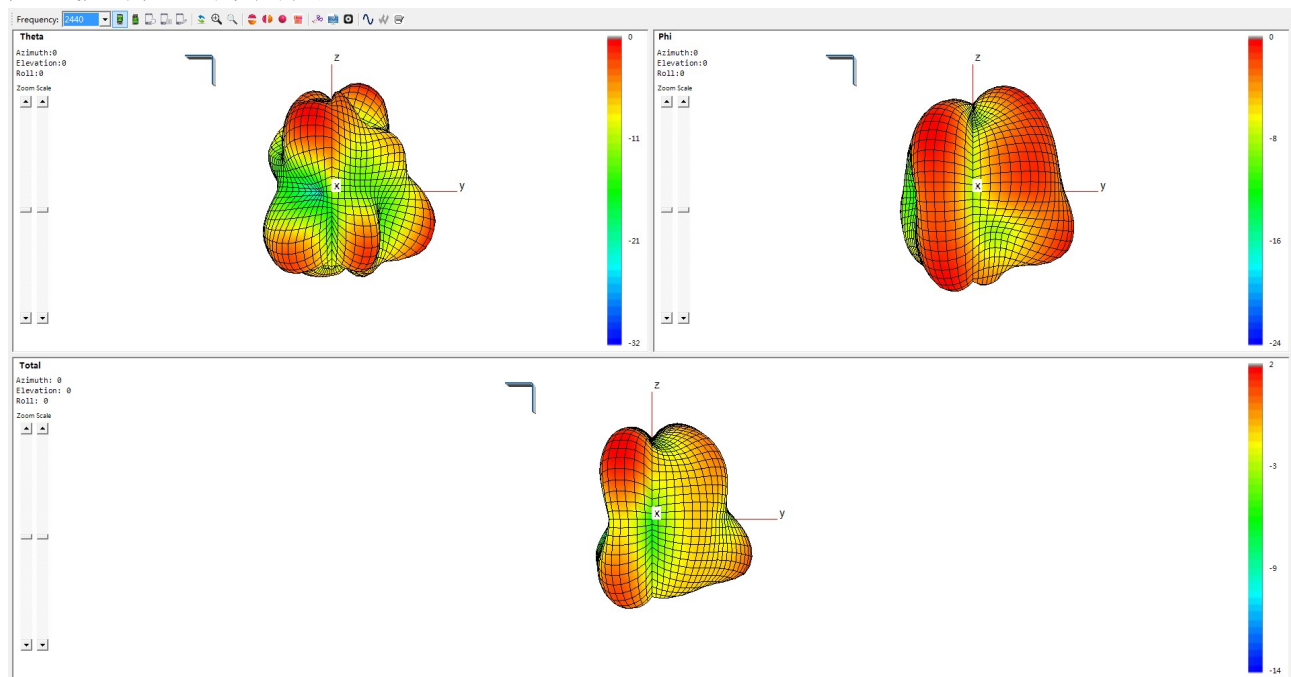 Frequency: 2440
Theta
Azimuth:0
Elevation:0
Roll:0
Zoom Scale
z
x
y
0
-11
-21
-32
Phi
Azimuth:0
Elevation:0
Roll:0
Zoom Scale
z
x
y
0
-8
-16
-24
Total
Azimuth: 0
Elevation: 0
Roll: 0
Zoom Scale
z
x
y
2
-3
-9
-14